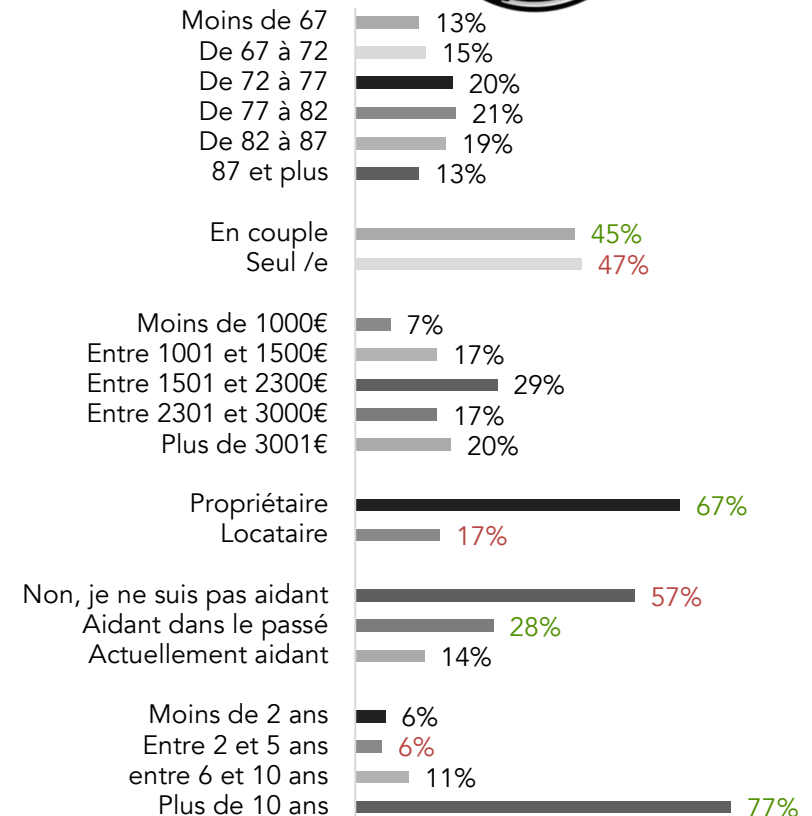 Moins de 67 13%
De 67 à 72 15%
De 72 à 77 20%
De 77 à 82 21%
De 82 à 87 19%
87 et plus 13%
En couple 45%
Seul /e 47%
Moins de 1000€ 7%
Entre 1001 et 1500€ 17%
Entre 1501 et 2300€ 29%
Entre 2301 et 3000€ 17%
Plus de 3001€ 20%
Propriétaire 67%
Locataire 17%
Non, je ne suis pas aidant 57%
Aidant dans le passé 28%
Actuellement aidant 14%
Moins de 2 ans 6%
Entre 2 et 5 ans 6%
entre 6 et 10 ans 11%
Plus de 10 ans 77%